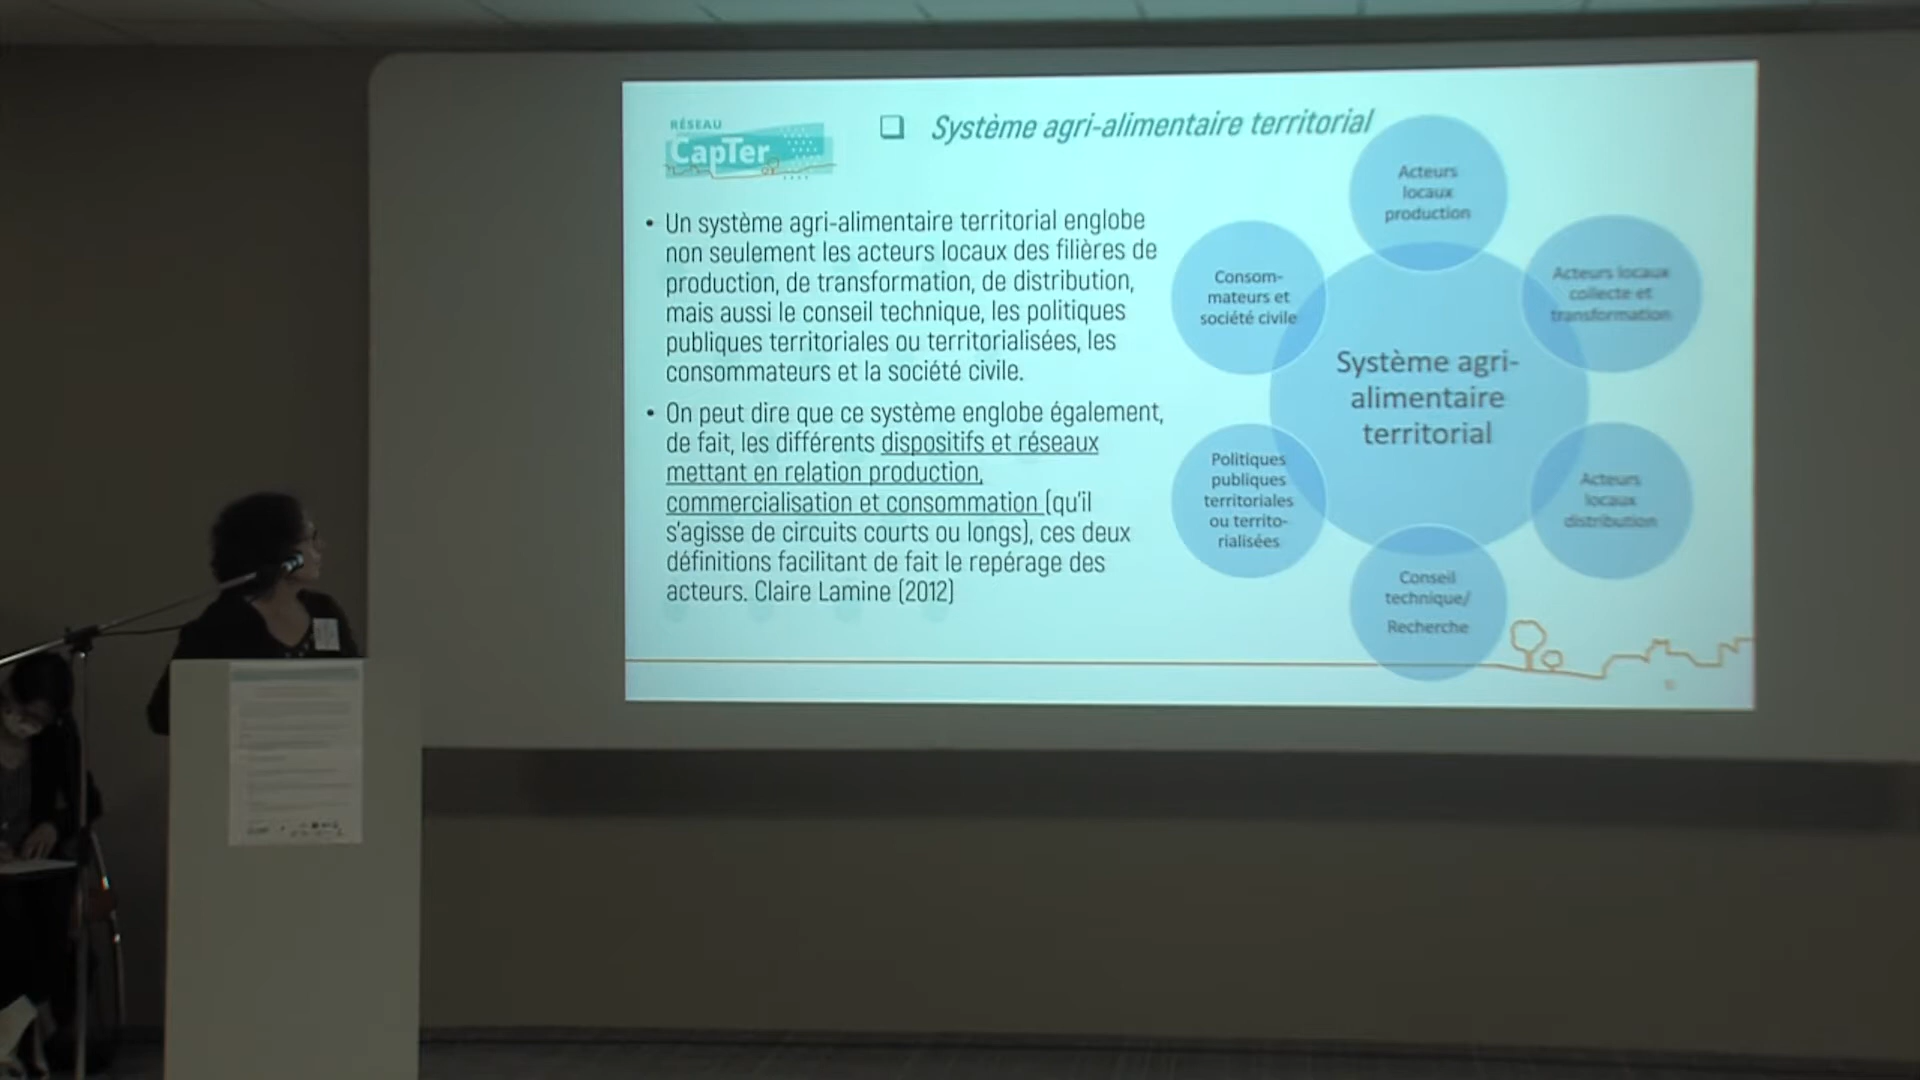 RÉSEAU
CapTer
❑ Système agri-alimentaire territorial
• Un système agri-alimentaire territorial englobe
non seulement les acteurs locaux des filières de
production, de transformation, de distribution,
mais aussi le conseil technique, les politiques
publiques territoriales ou territorialisées, les
consommateurs et la société civile.
• On peut dire que ce système englobe également,
de fait, les différents dispositifs et réseaux
mettant en relation production,
commercialisation et consommation (qu'il
s'agisse de circuits courts ou longs), ces deux
définitions facilitant de fait le repérage des
acteurs. Claire Lamine (2012)
Acteurs
locaux
production
Acteurs locaux
collecte et
transformation
Acteurs
locaux
distribution
Conseil
technique/
Recherche
Politiques
publiques
territoriales
ou territo-
rialisées
Consom-
mateurs et
société civile
Système agri-
alimentaire
territorial